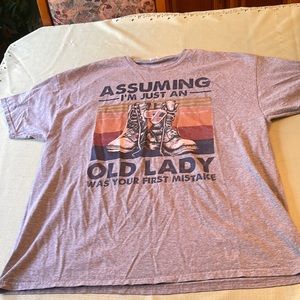 ASSUMING
I'M JUST AN
OLD LADY
WAS YOUR FIRST MISTAKE